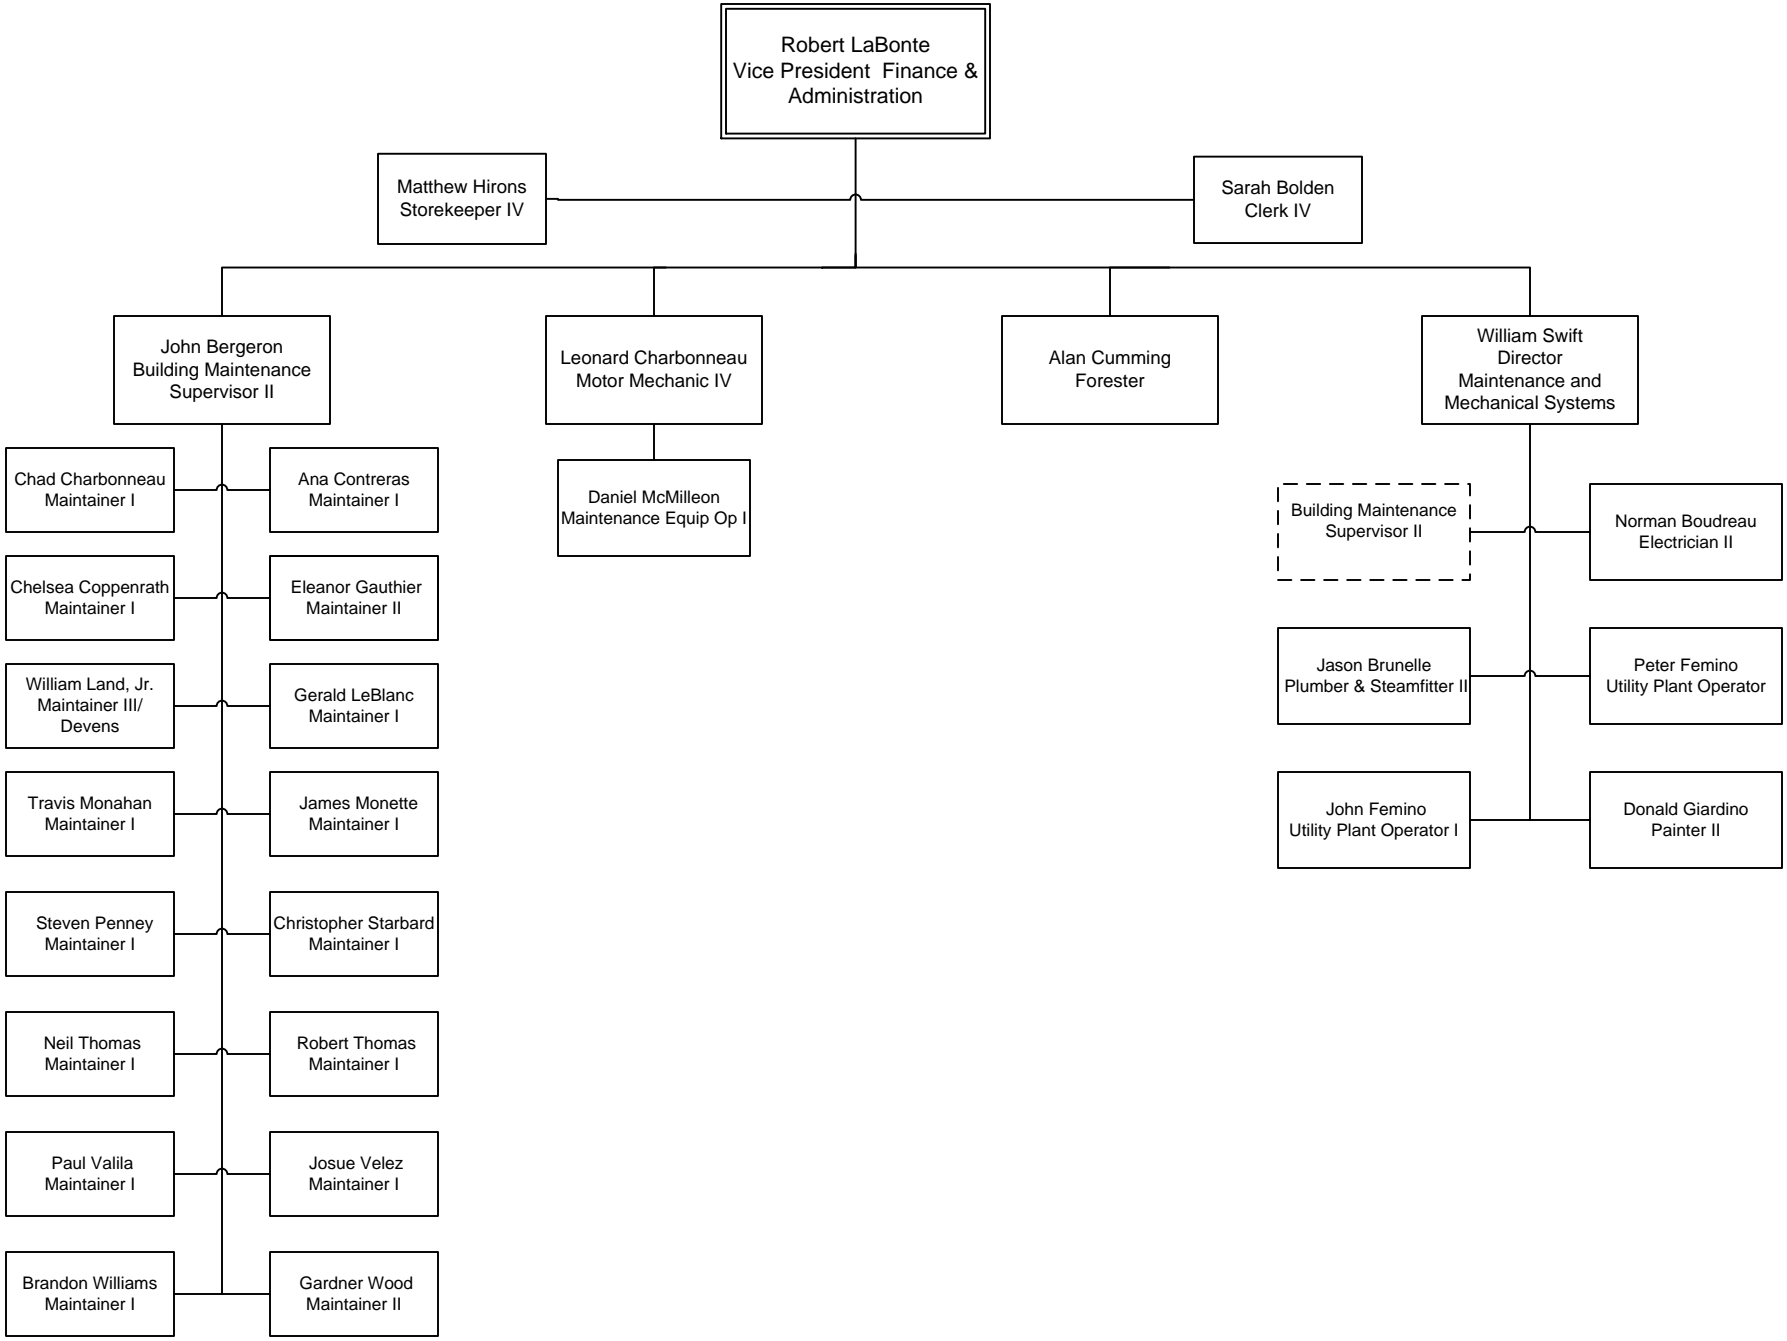 Robert LaBonte
Vice President  Finance &
Administration
Matthew Hirons
Storekeeper IV
Sarah Bolden
Clerk IV
John Bergeron
Building Maintenance
Supervisor II
Leonard Charbonneau
Motor Mechanic IV
Alan Cumming
Forester
William Swift
Director
Maintenance and
Mechanical Systems
Chad Charbonneau
Maintainer I
Ana Contreras
Maintainer I
Daniel McMilleon
Maintenance Equip Op I
Building Maintenance
Supervisor II
Norman Boudreau
Electrician II
Chelsea Coppenrath
Maintainer I
Eleanor Gauthier
Maintainer II
William Land, Jr.
Maintainer III/
Devens
Gerald LeBlanc
Maintainer I
Jason Brunelle
Plumber & Steamfitter II
Peter Femino
Utility Plant Operator
Travis Monahan
Maintainer I
James Monette
Maintainer I
John Femino
Utility Plant Operator I
Donald Giardino
Painter II
Steven Penney
Maintainer I
Christopher Starbard
Maintainer I
Neil Thomas
Maintainer I
Robert Thomas
Maintainer I
Paul Valila
Maintainer I
Josue Velez
Maintainer I
Brandon Williams
Maintainer I
Gardner Wood
Maintainer II